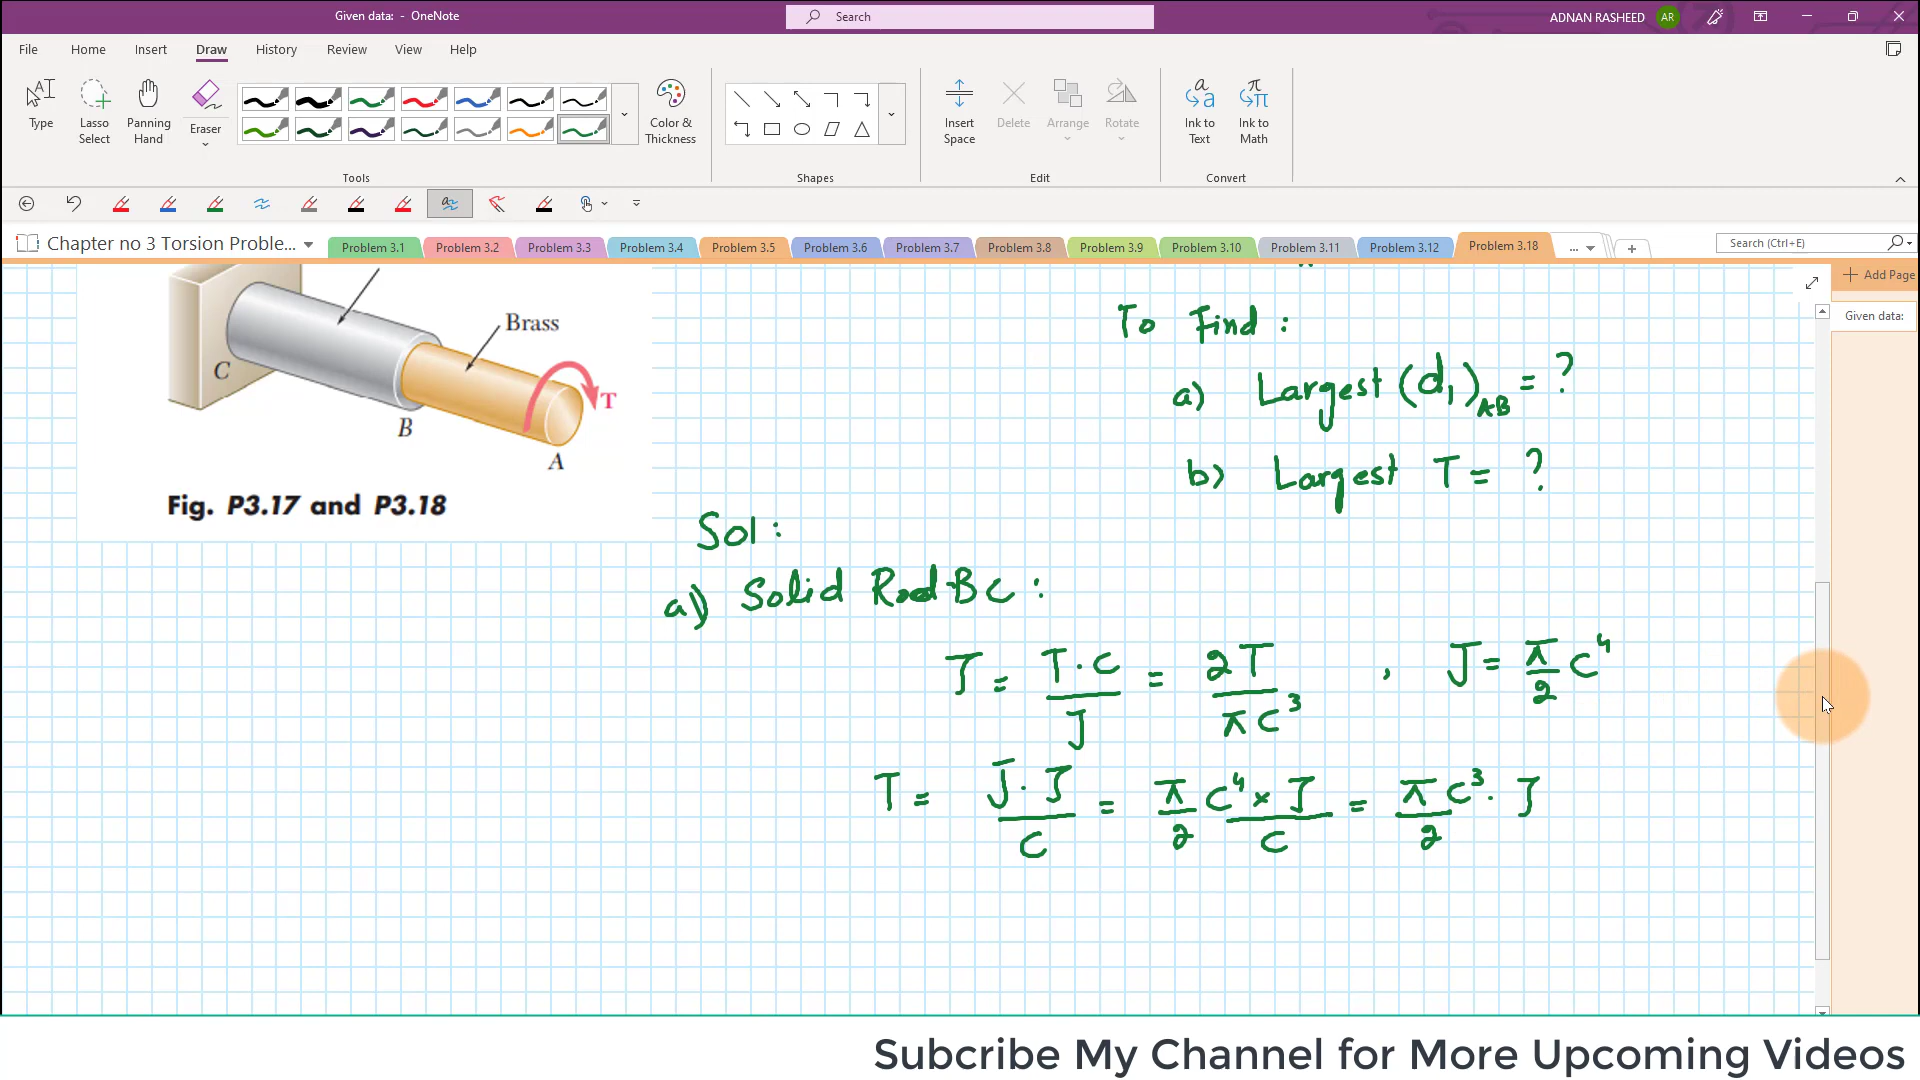 Given data: - OneNote
Search
ADNAN RASHEED AR
File Home Insert Draw History Review View Help
Type Lasso Select Panning Hand Eraser Color & Thickness Insert Space Delete Arrange Rotate Ink to Text Ink to Math
Tools Shapes Edit Convert
Chapter no 3 Torsion Proble... Problem 3.1 Problem 3.2 Problem 3.3 Problem 3.4 Problem 3.5 Problem 3.6 Problem 3.7 Problem 3.8 Problem 3.9 Problem 3.10 Problem 3.11 Problem 3.12 Problem 3.18 ... Search (Ctrl+E)
Add Page
Given data:
Brass
C
T
B
A
Fig. P3.17 and P3.18
To Find :
a) Largest (d₁)AB = ?
b) Largest T = ?
Sol :
a) Solid Rod BC :
τ = T·C/J = 2T/πC³ , J = π/2 C⁴
T = J·τ/C = π/2 C⁴ × τ/C = π/2 C³ · τ
Subcribe My Channel for More Upcoming Videos